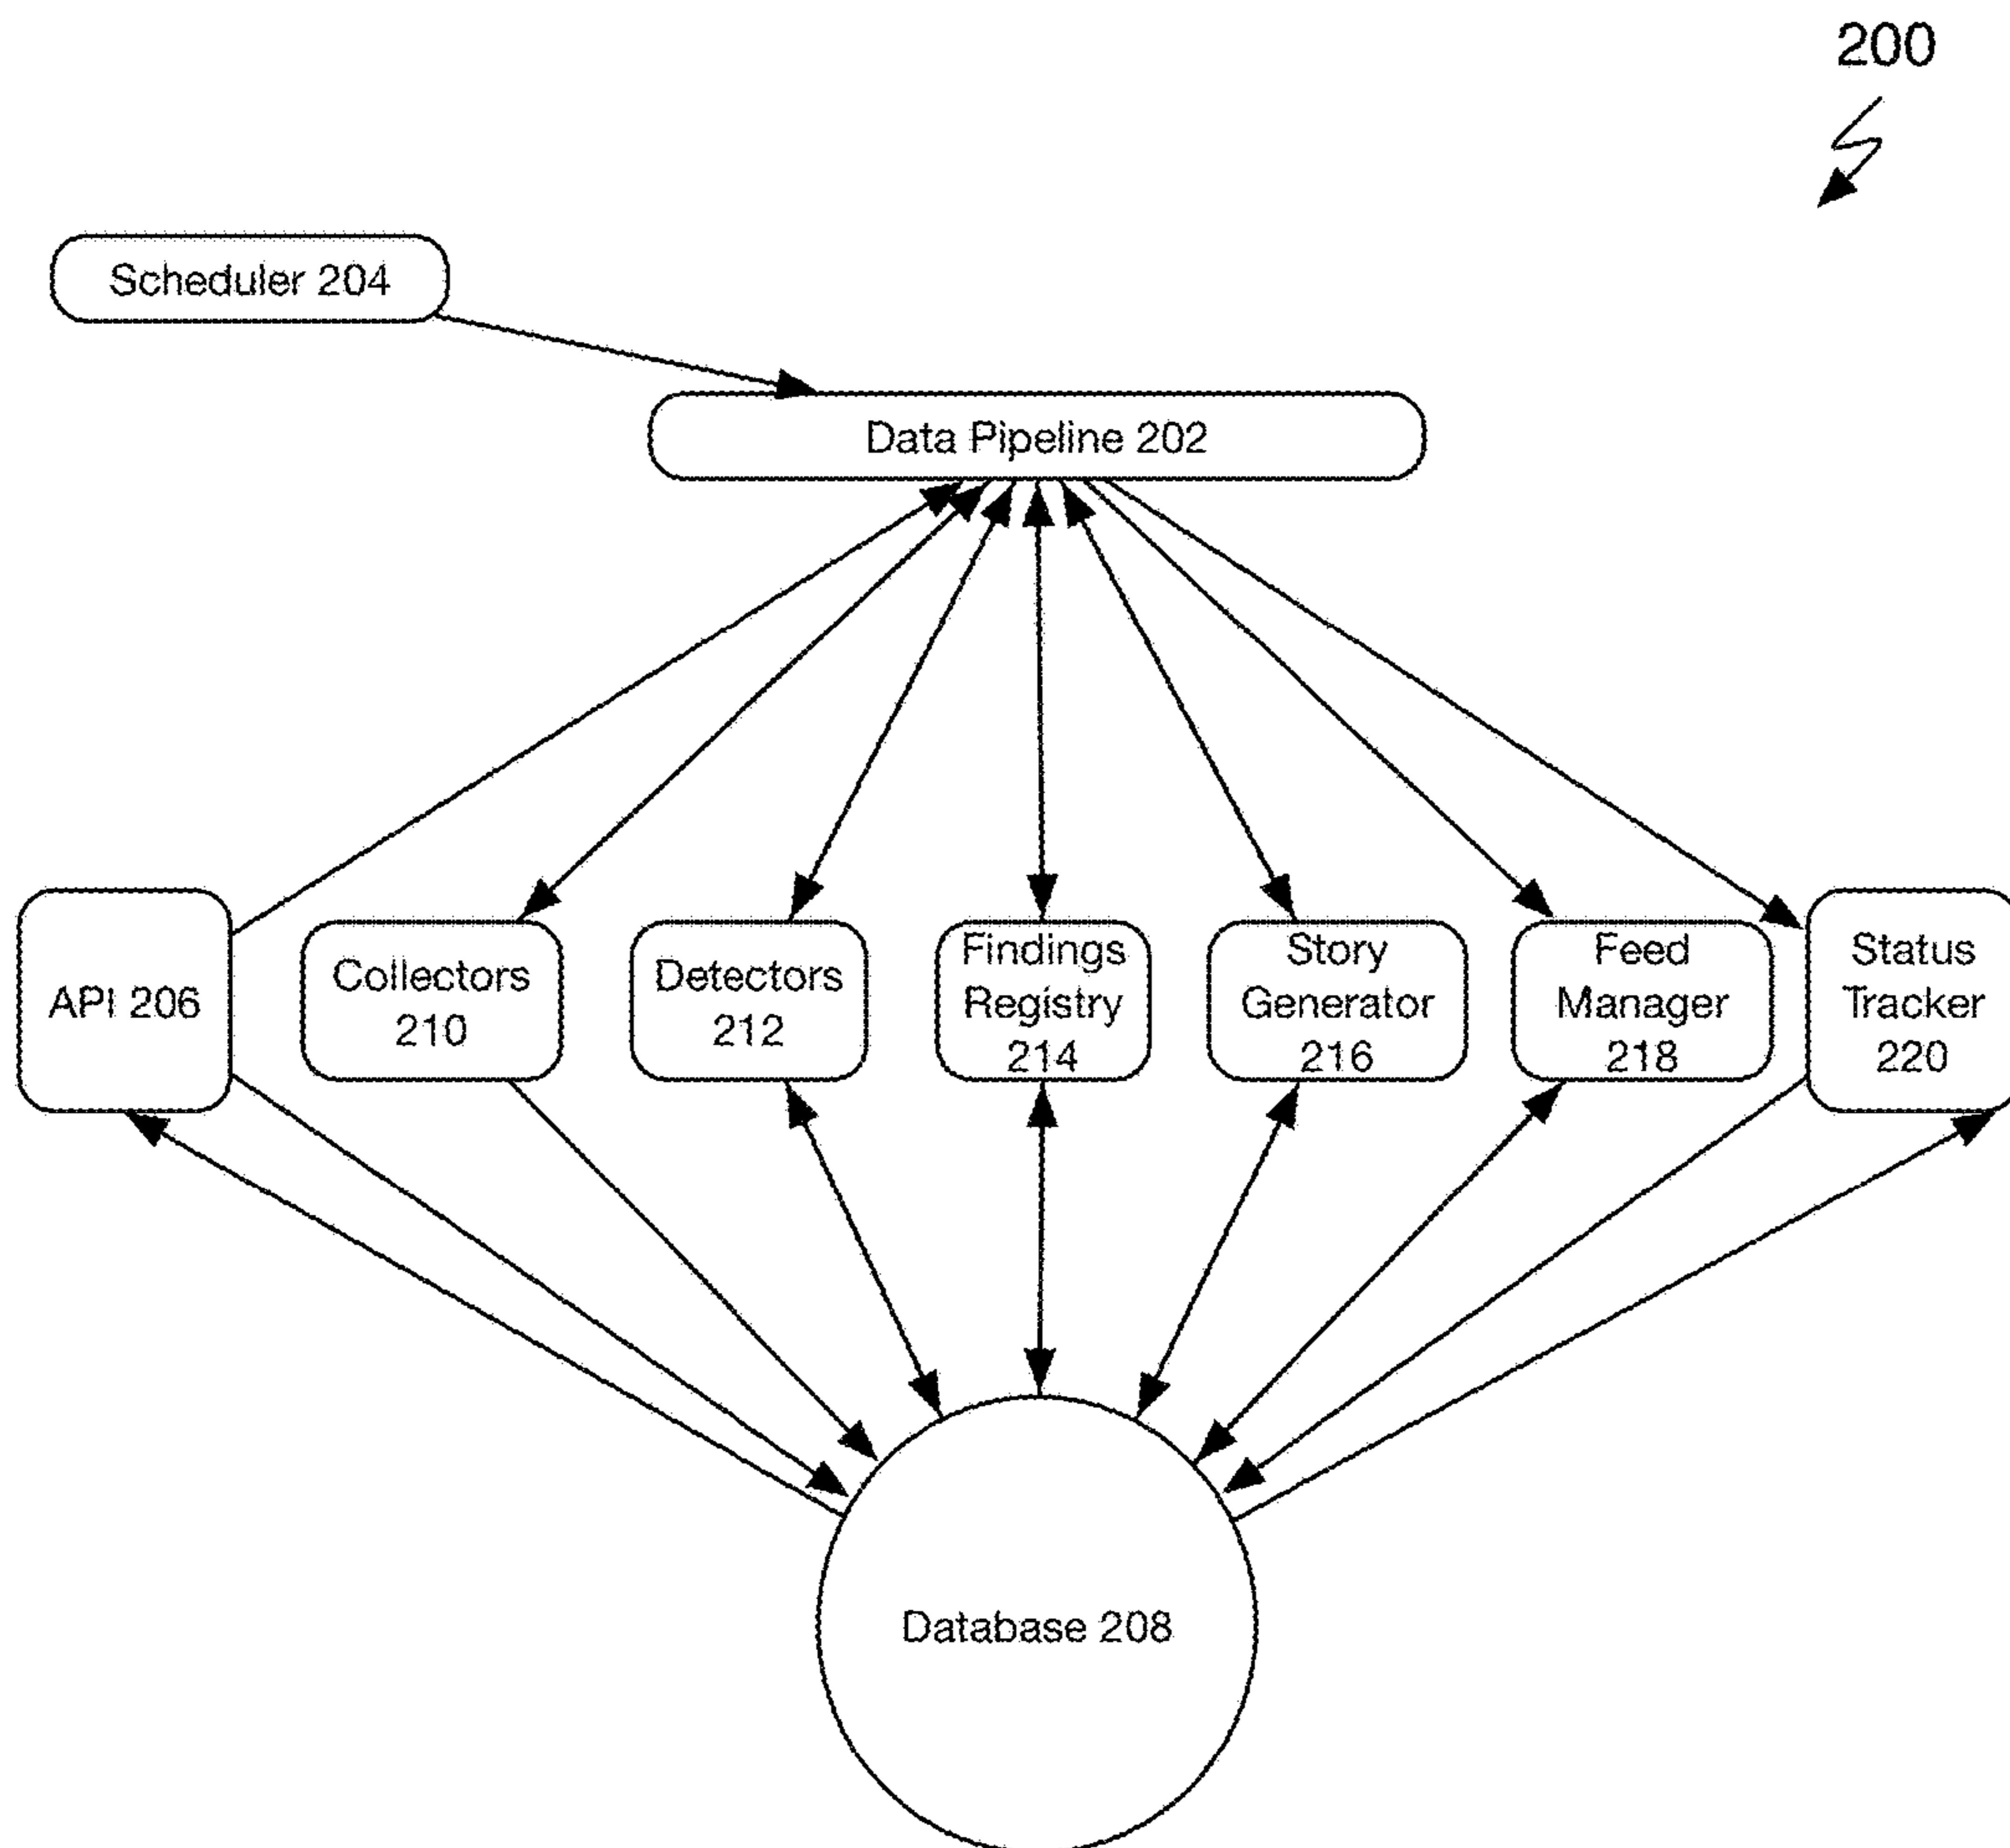 200
Scheduler 204
Data Pipeline 202
API 206
Collectors
210
Detectors
212
Findings
Registry
214
Story
Generator
216
Feed
Manager
218
Status
Tracker
220
Database 208